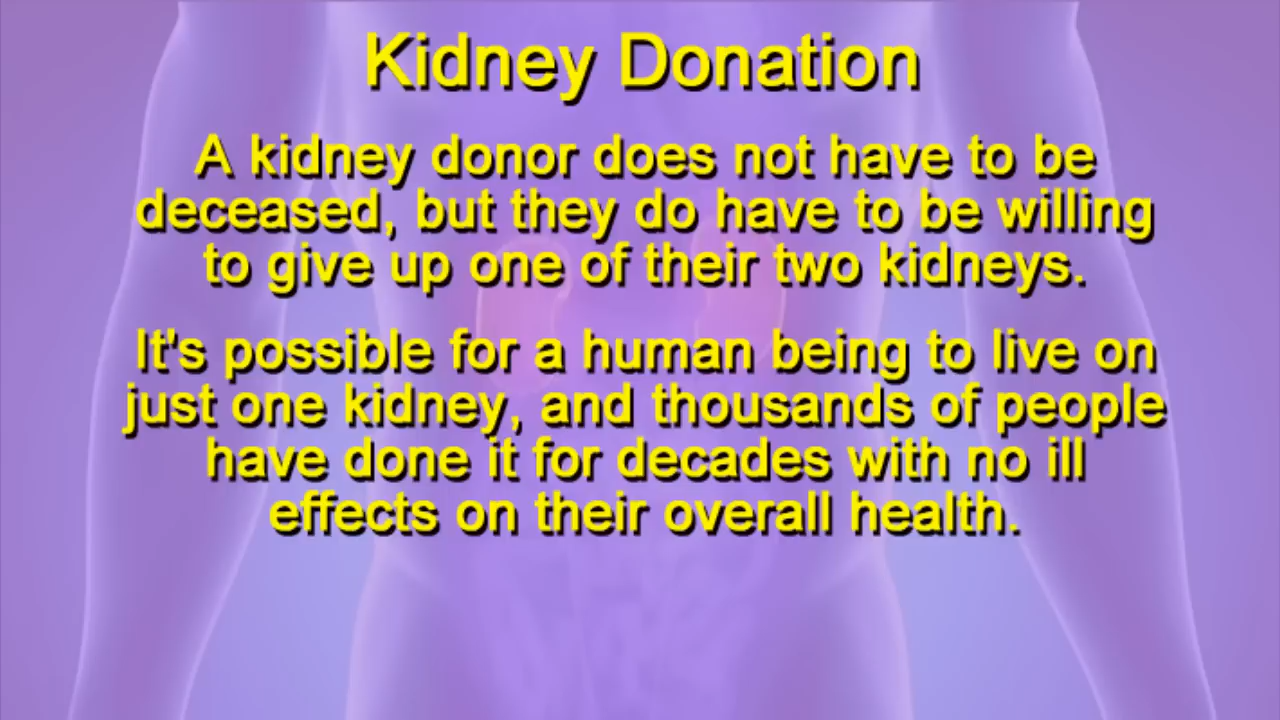 Kidney Donation
A kidney donor does not have to be
deceased, but they do have to be willing
to give up one of their two kidneys.
It's possible for a human being to live on
just one kidney, and thousands of people
have done it for decades with no ill
effects on their overall health.